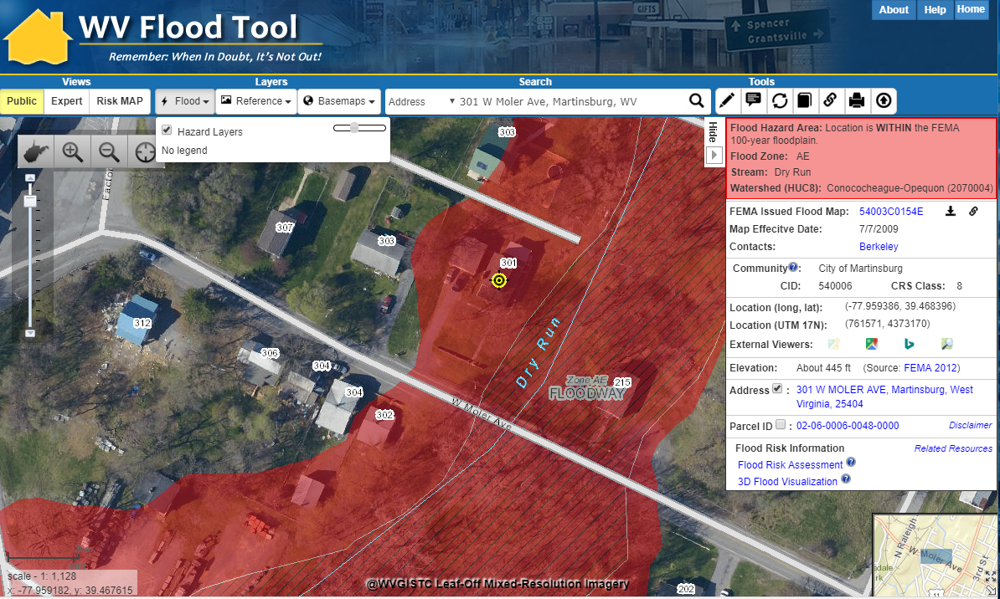 WV Flood Tool
Remember: When In Doubt, It's Not Out!
GIFTS
Spencer
Grantsville
About Help Home
Views Layers Search Tools
Public Expert Risk MAP Flood Reference Basemaps Address 301 W Moler Ave, Martinsburg, WV
Hazard Layers
No legend
Hide
Flood Hazard Area: Location is WITHIN the FEMA
100-year floodplain.
Flood Zone: AE
Stream: Dry Run
Watershed (HUC8): Conococheague-Opequon (2070004)
FEMA Issued Flood Map: 54003C0154E
Map Effecitve Date: 7/7/2009
Contacts: Berkeley
Community?: City of Martinsburg
CID: 540006 CRS Class: 8
Location (long, lat): (-77.959386, 39.468396)
Location (UTM 17N): (761571, 4373170)
External Viewers:
Elevation: About 445 ft (Source: FEMA 2012)
Address : 301 W MOLER AVE, Martinsburg, West
Virginia, 25404
Parcel ID : 02-06-0006-0048-0000 Disclaimer
Flood Risk Information Related Resources
Flood Risk Assessment ?
3D Flood Visualization ?
303
307
303
301
312
306
304
304
302
215
202
Dry Run
Zone AE
FLOODWAY
W Moler Ave
@WVGISTC Leaf-Off Mixed-Resolution Imagery
scale - 1: 1,128
x: -77.959182, y: 39.467615
N Raleigh
W Moler Ave
3rd St
11